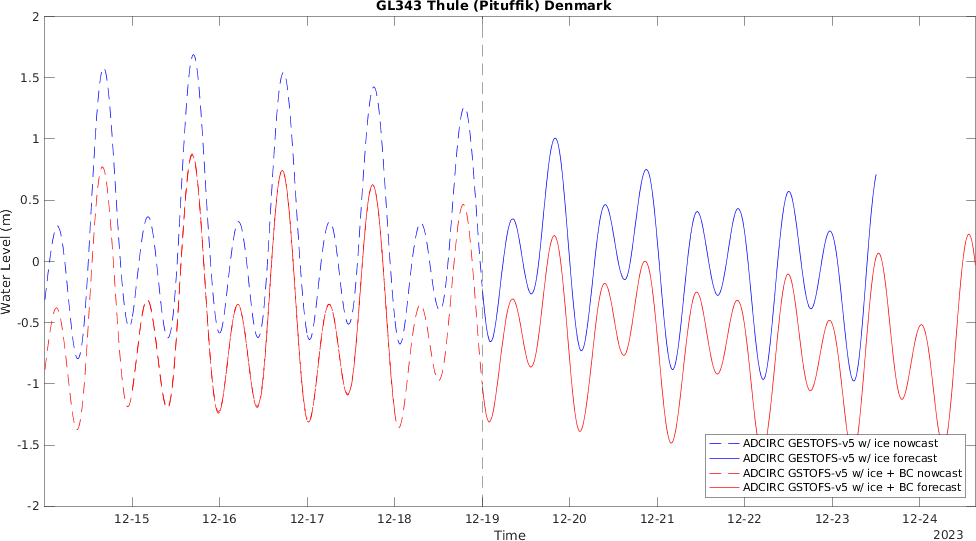 GL343 Thule (Pituffik) Denmark
2
1.5
1
0.5
0
-0.5
-1
-1.5
-2
Water Level (m)
ADCIRC GESTOFS-v5 w/ ice nowcast
ADCIRC GESTOFS-v5 w/ ice forecast
ADCIRC GSTOFS-v5 w/ ice + BC nowcast
ADCIRC GSTOFS-v5 w/ ice + BC forecast
12-15 12-16 12-17 12-18 12-19 12-20 12-21 12-22 12-23 12-24
Time
2023